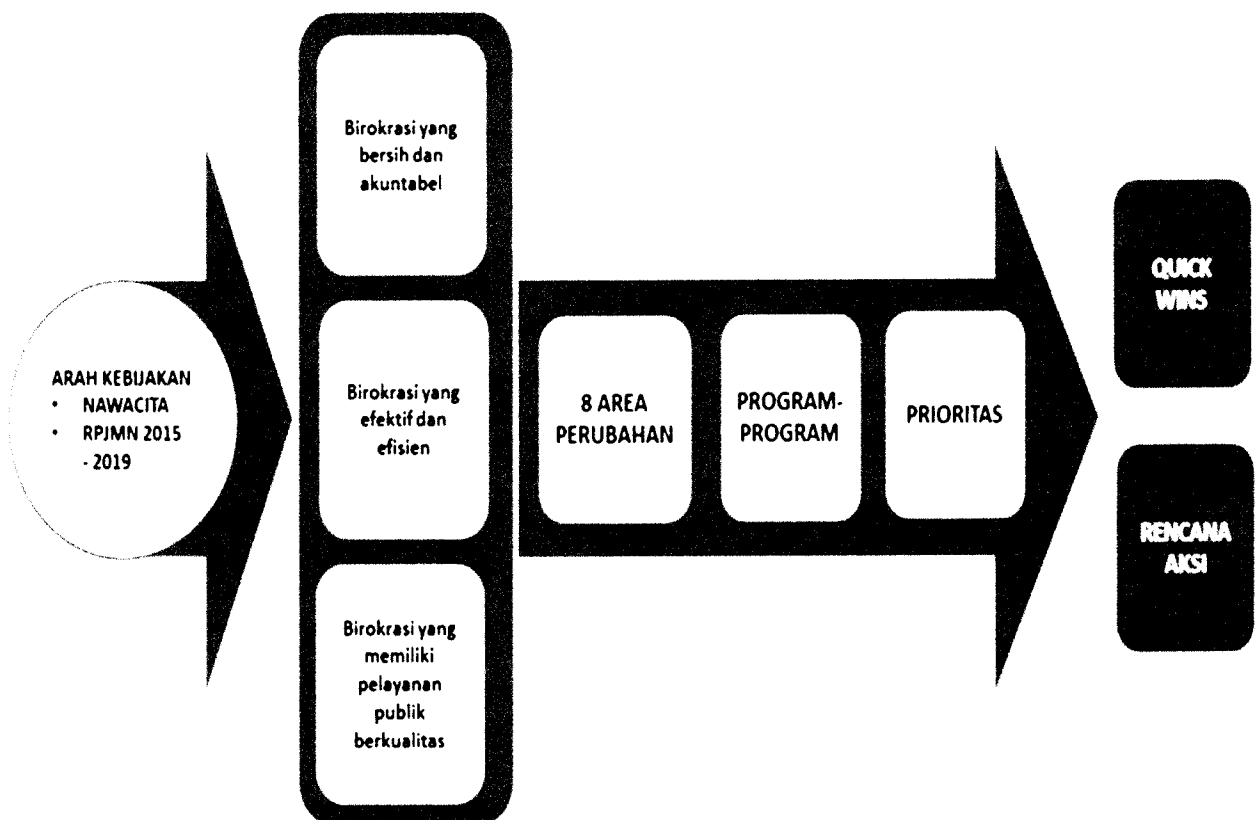 ARAH KEBIJAKAN
• NAWACITA
• RPJMN 2015
- 2019
Birokrasi yang
bersih dan
akuntabel
Birokrasi yang
efektif dan
efisien
Birokrasi yang
memiliki
pelayanan
publik
berkualitas
8 AREA
PERUBAHAN
PROGRAM-
PROGRAM
PRIORITAS
QUICK
WINS
RENCANA
AKSI